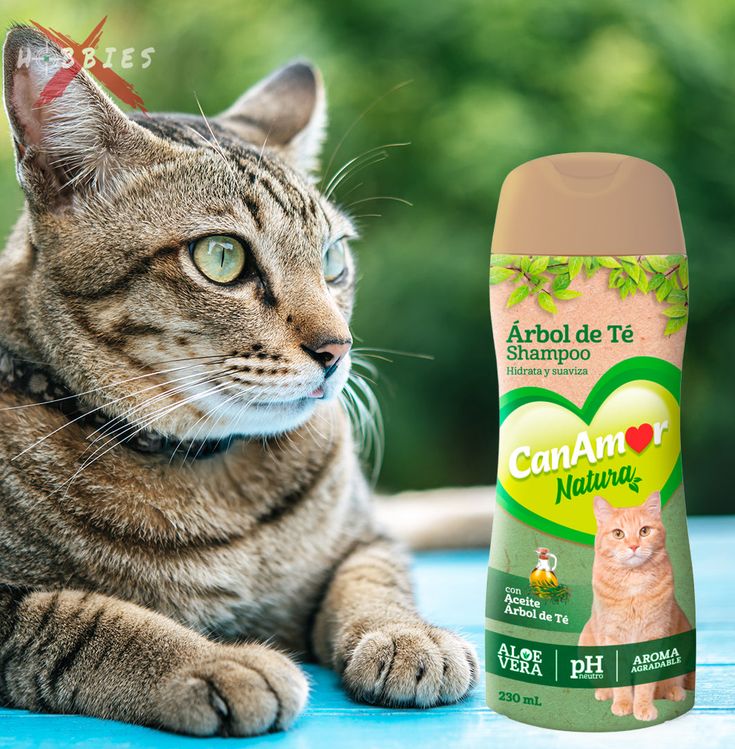 HOBBIES
X
Árbol de Té
Shampoo
Hidrata y suaviza
CanAmor
Natura
con
Aceite
Árbol de Té
ALOE
VERA
pH
neutro
AROMA
AGRADABLE
230 mL